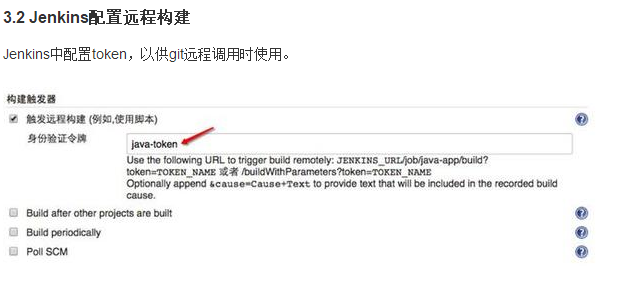 3.2 Jenkins配置远程构建
Jenkins中配置token，以供git远程调用时使用。
构建触发器
触发远程构建 (例如,使用脚本)
身份验证令牌
java-token
Use the following URL to trigger build remotely: JENKINS_URL/job/java-app/build?
token=TOKEN_NAME 或者 /buildWithParameters?token=TOKEN_NAME
Optionally append &cause=Cause+Text to provide text that will be included in the recorded build
cause.
Build after other projects are built
Build periodically
Poll SCM